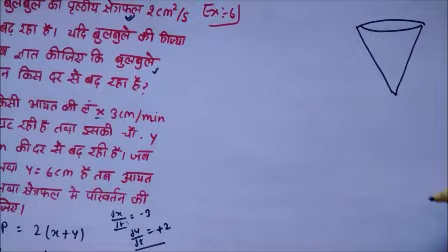 बुलबुले का पृष्ठीय क्षेत्रफल 2cm²/s Ex:-6
बढ़ रहा है। यदि बुलबुले की त्रिज्या
ज्ञात कीजिए कि बुलबुले
किस दर से बढ़ रहा है?
किसी आयत की लं x 3cm/min
घट रही है तथा इसकी चौ. y
की दर से बढ़ रही है। जब
तथा y = 6cm है तब आयत
तथा क्षेत्रफल मे परिवर्तन की
P = 2(x+y)
dx/dt = -3
dy/dt = +2